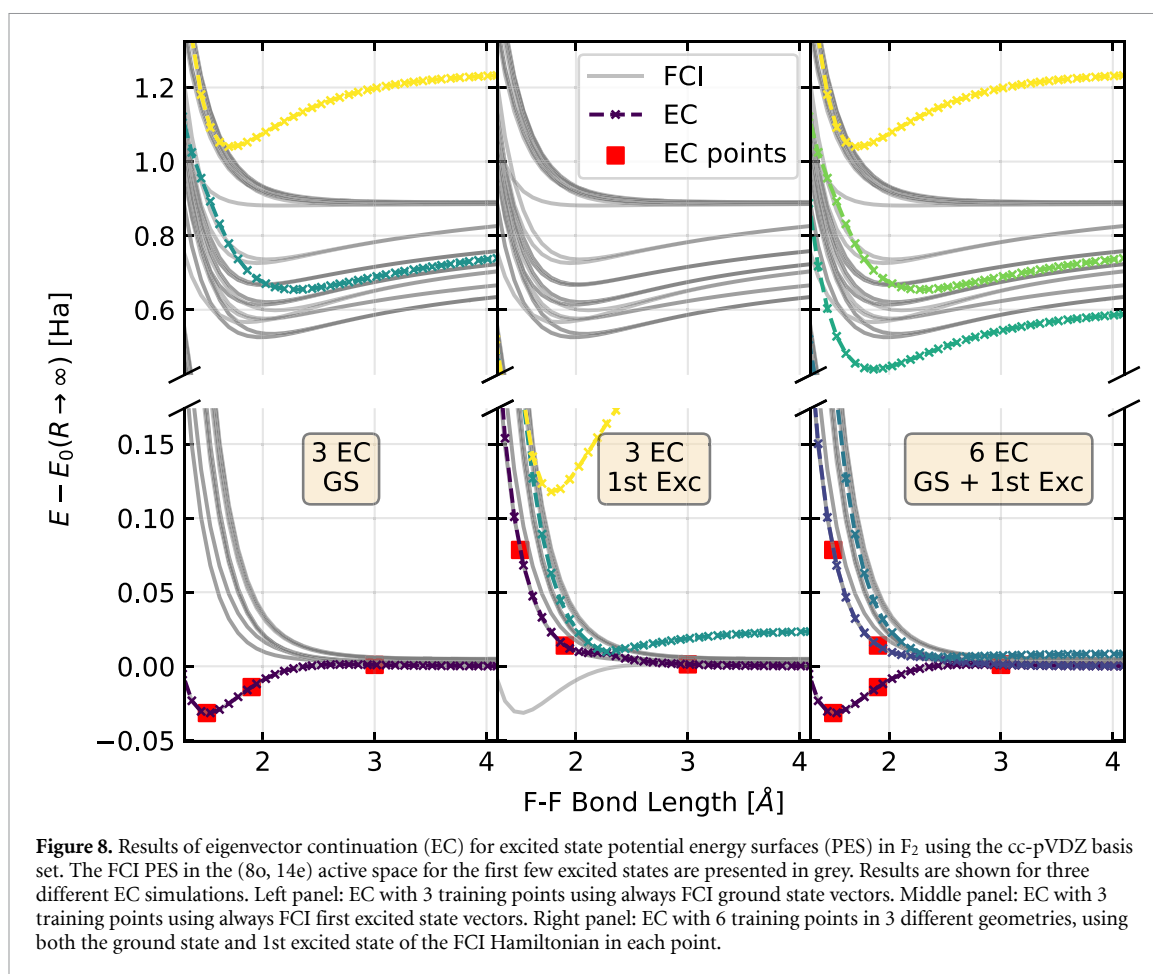 FCI
EC
EC points
1.2
1.0
0.8
0.6
E − E₀(R → ∞) [Ha]
0.15
0.10
0.05
0.00
−0.05
3 EC
GS
3 EC
1st Exc
6 EC
GS + 1st Exc
2 3 4 2 3 4 2 3 4
F-F Bond Length [Å]
Figure 8. Results of eigenvector continuation (EC) for excited state potential energy surfaces (PES) in F₂ using the cc-pVDZ basis
set. The FCI PES in the (8o, 14e) active space for the first few excited states are presented in grey. Results are shown for three
different EC simulations. Left panel: EC with 3 training points using always FCI ground state vectors. Middle panel: EC with 3
training points using always FCI first excited state vectors. Right panel: EC with 6 training points in 3 different geometries, using
both the ground state and 1st excited state of the FCI Hamiltonian in each point.